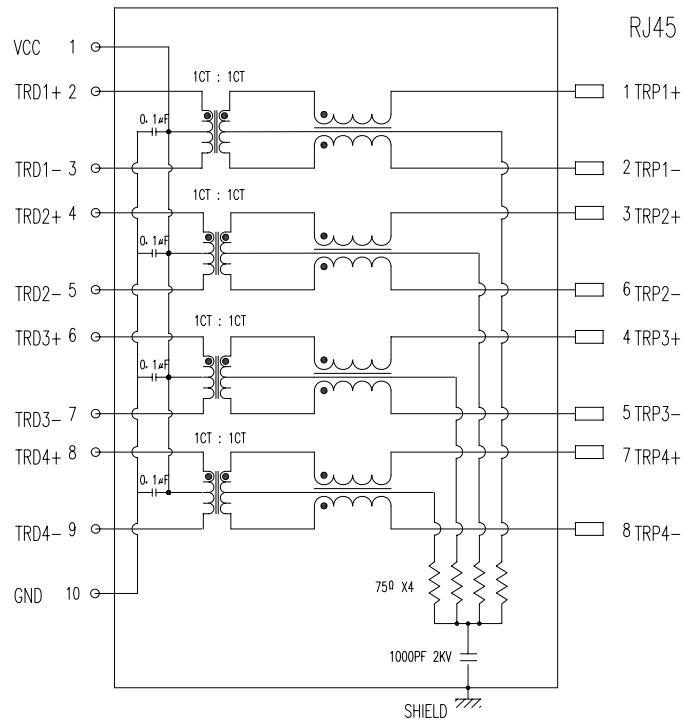 RJ45
VCC 1
1CT : 1CT
TRD1+ 2
1 TRP1+
0.1µF
TRD1- 3
2 TRP1-
1CT : 1CT
TRD2+ 4
3 TRP2+
0.1µF
TRD2- 5
6 TRP2-
1CT : 1CT
TRD3+ 6
4 TRP3+
0.1µF
TRD3- 7
5 TRP3-
1CT : 1CT
TRD4+ 8
7 TRP4+
0.1µF
TRD4- 9
8 TRP4-
75Ω X4
GND 10
1000PF 2KV
SHIELD